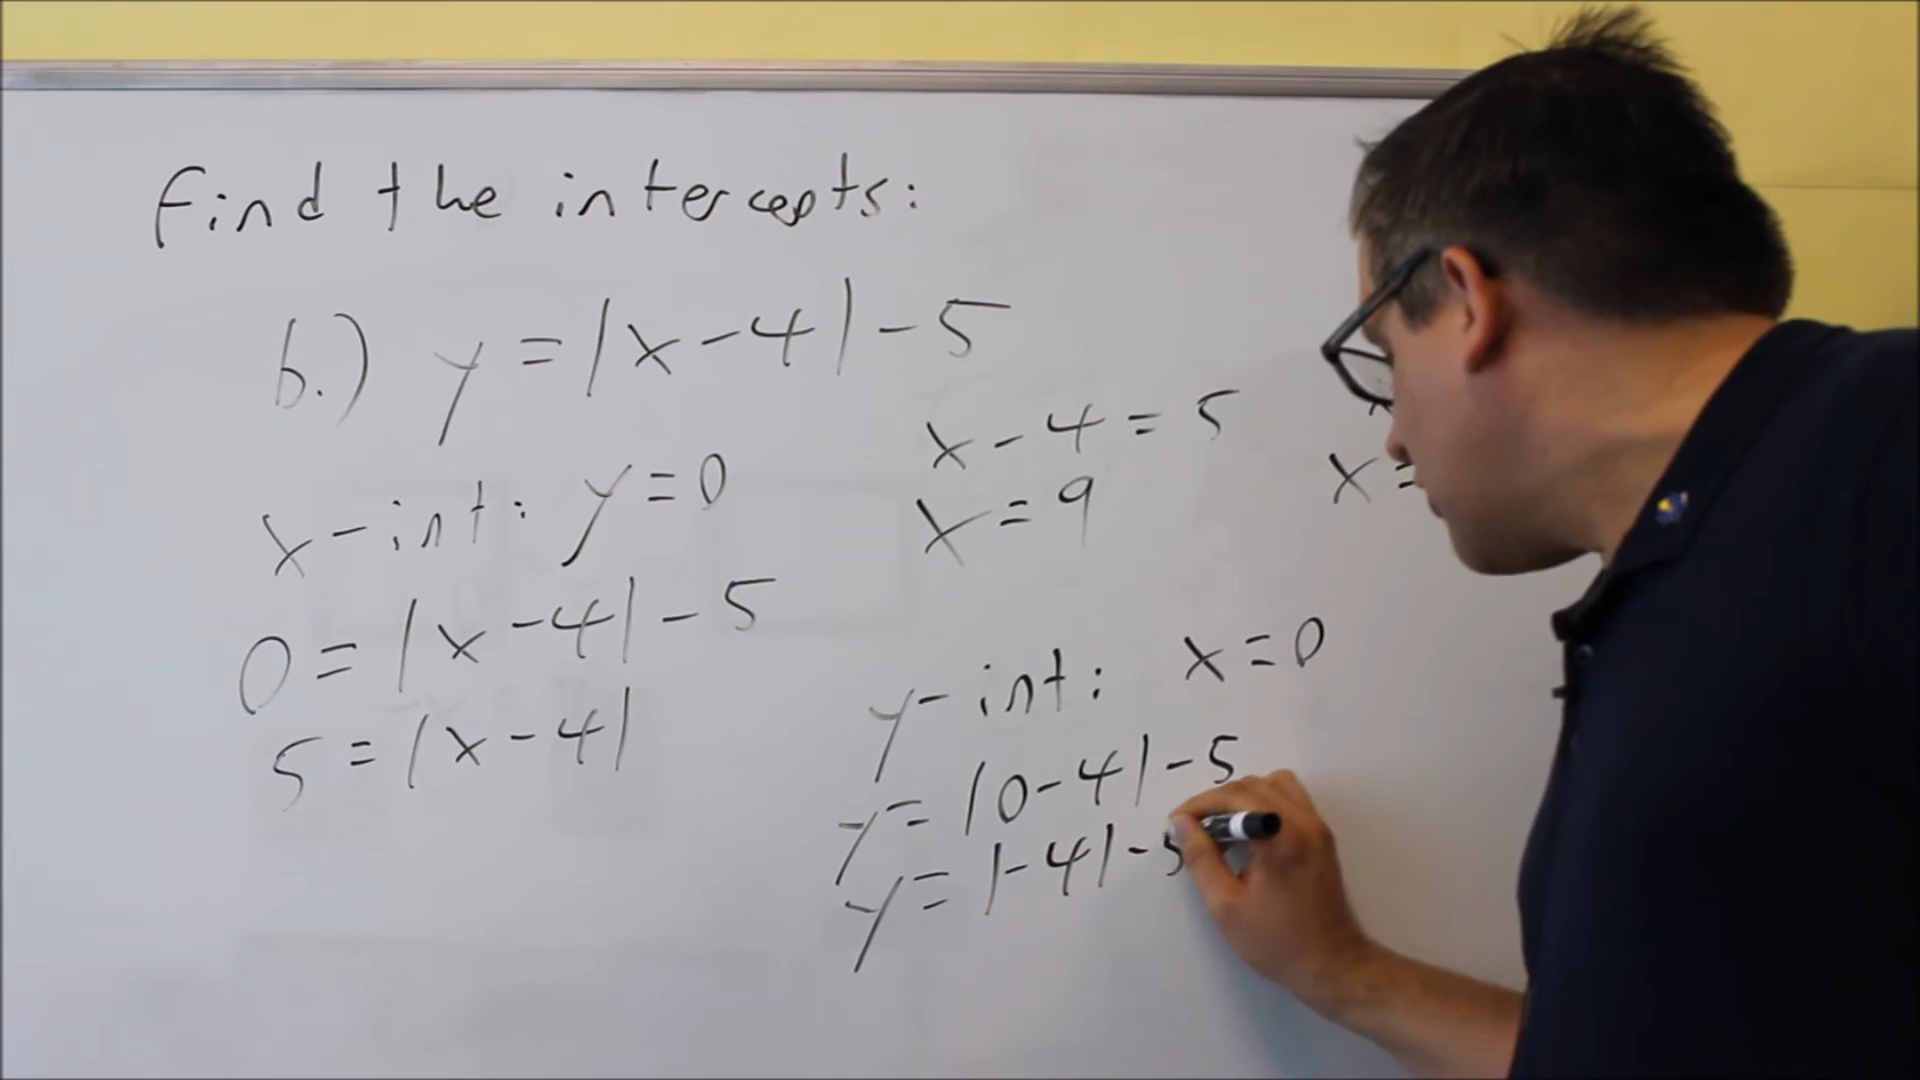 Find the intercepts:
b.) y = |x - 4| - 5
x - int: y = 0
0 = |x - 4| - 5
5 = |x - 4|
x - 4 = 5
x = 9
x =
y - int: x = 0
y = |0 - 4| - 5
y = |-4| - 5